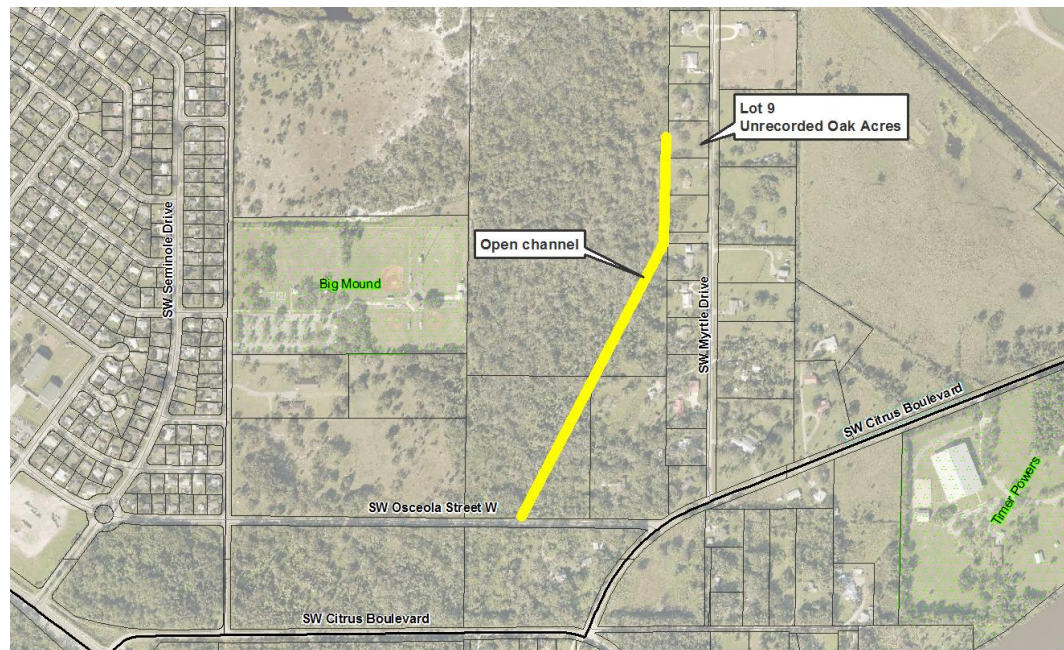 Lot 9
Unrecorded Oak Acres
SW Seminole Drive
Open channel
Big Mound
SW Myrtle Drive
SW Citrus Boulevard
Timer Powers
SW Osceola Street W
SW Citrus Boulevard